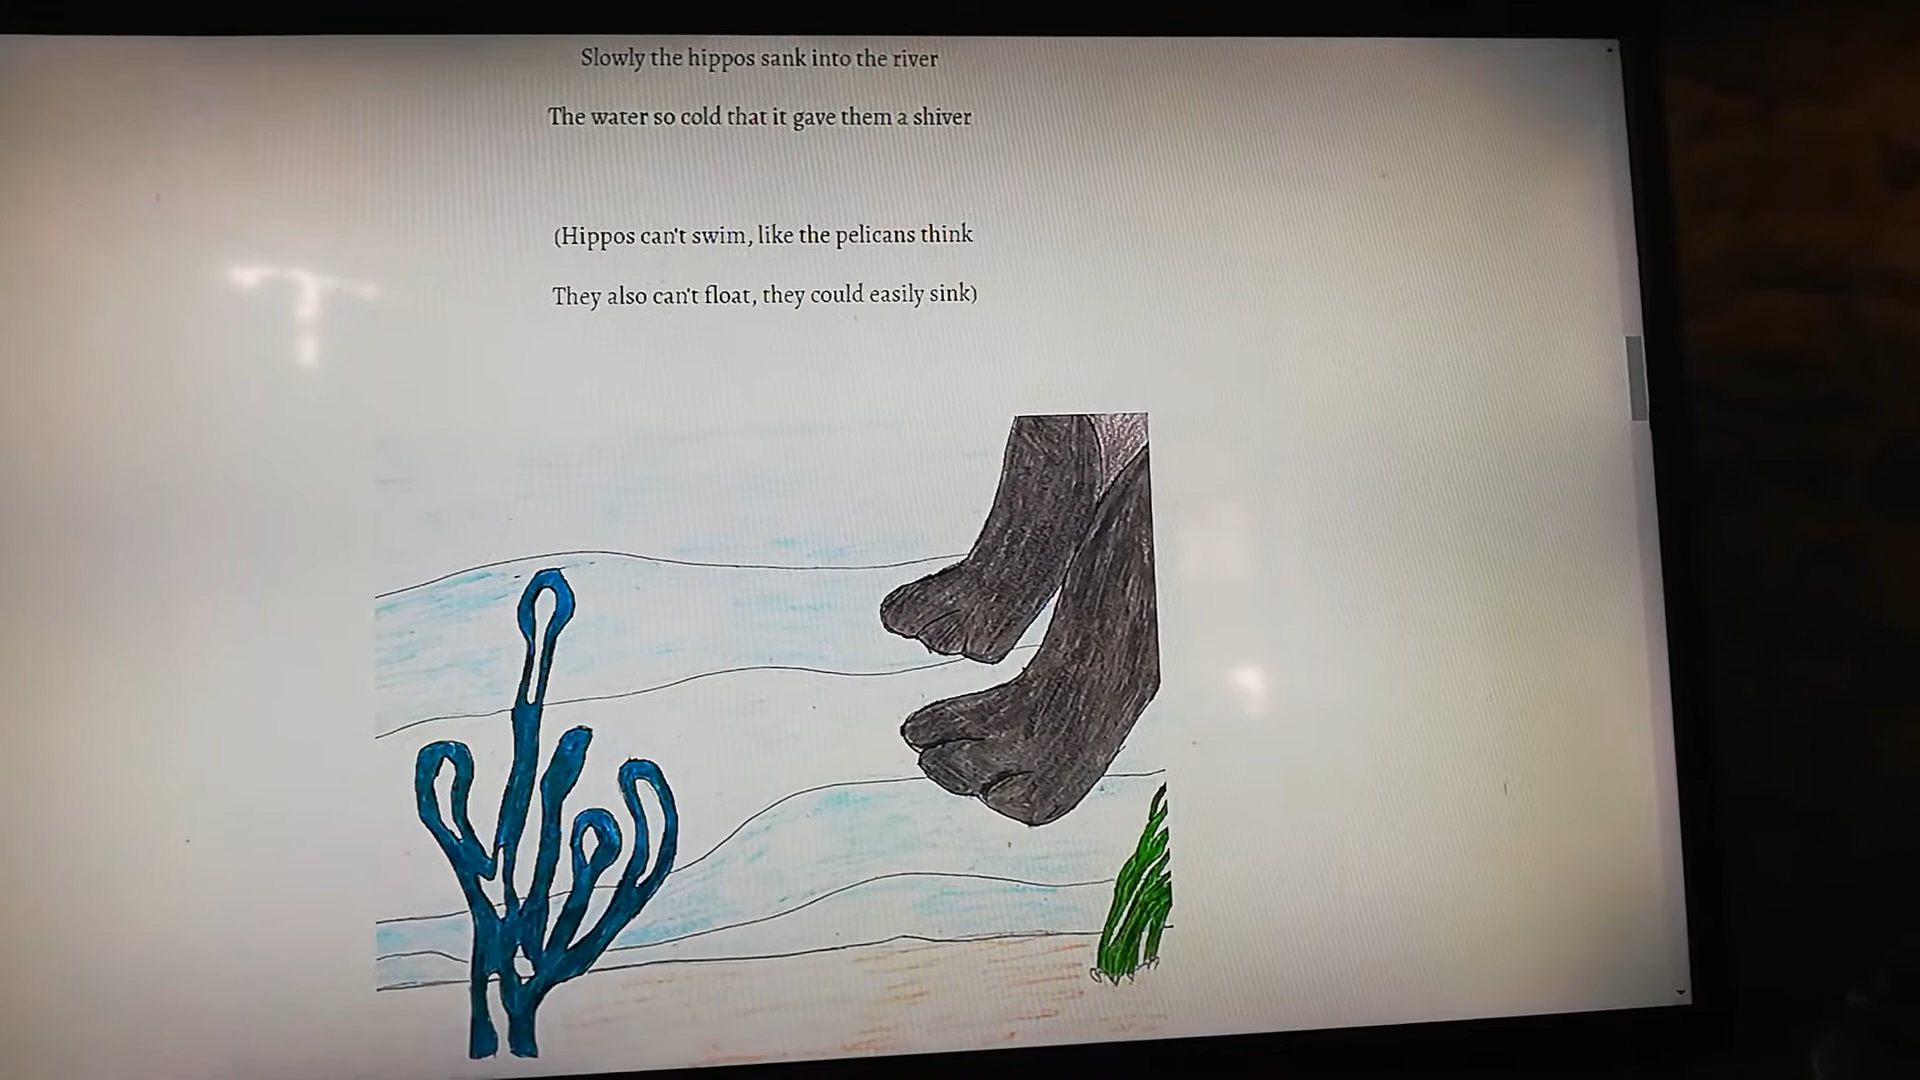 Slowly the hippos sank into the river
The water so cold that it gave them a shiver
(Hippos can't swim, like the pelicans think
They also can't float, they could easily sink)